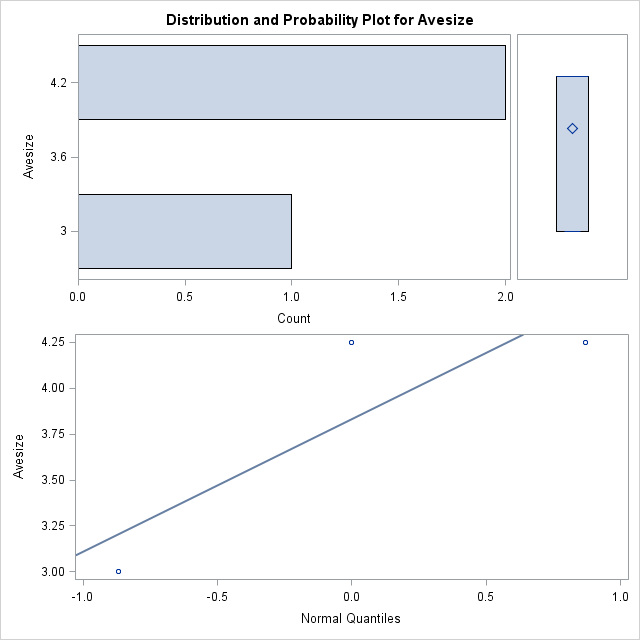 Distribution and Probability Plot for Avesize
4.2
3.6
3
Avesize
0.0 0.5 1.0 1.5 2.0
Count
4.25
4.00
3.75
3.50
3.25
3.00
Avesize
-1.0 -0.5 0.0 0.5 1.0
Normal Quantiles